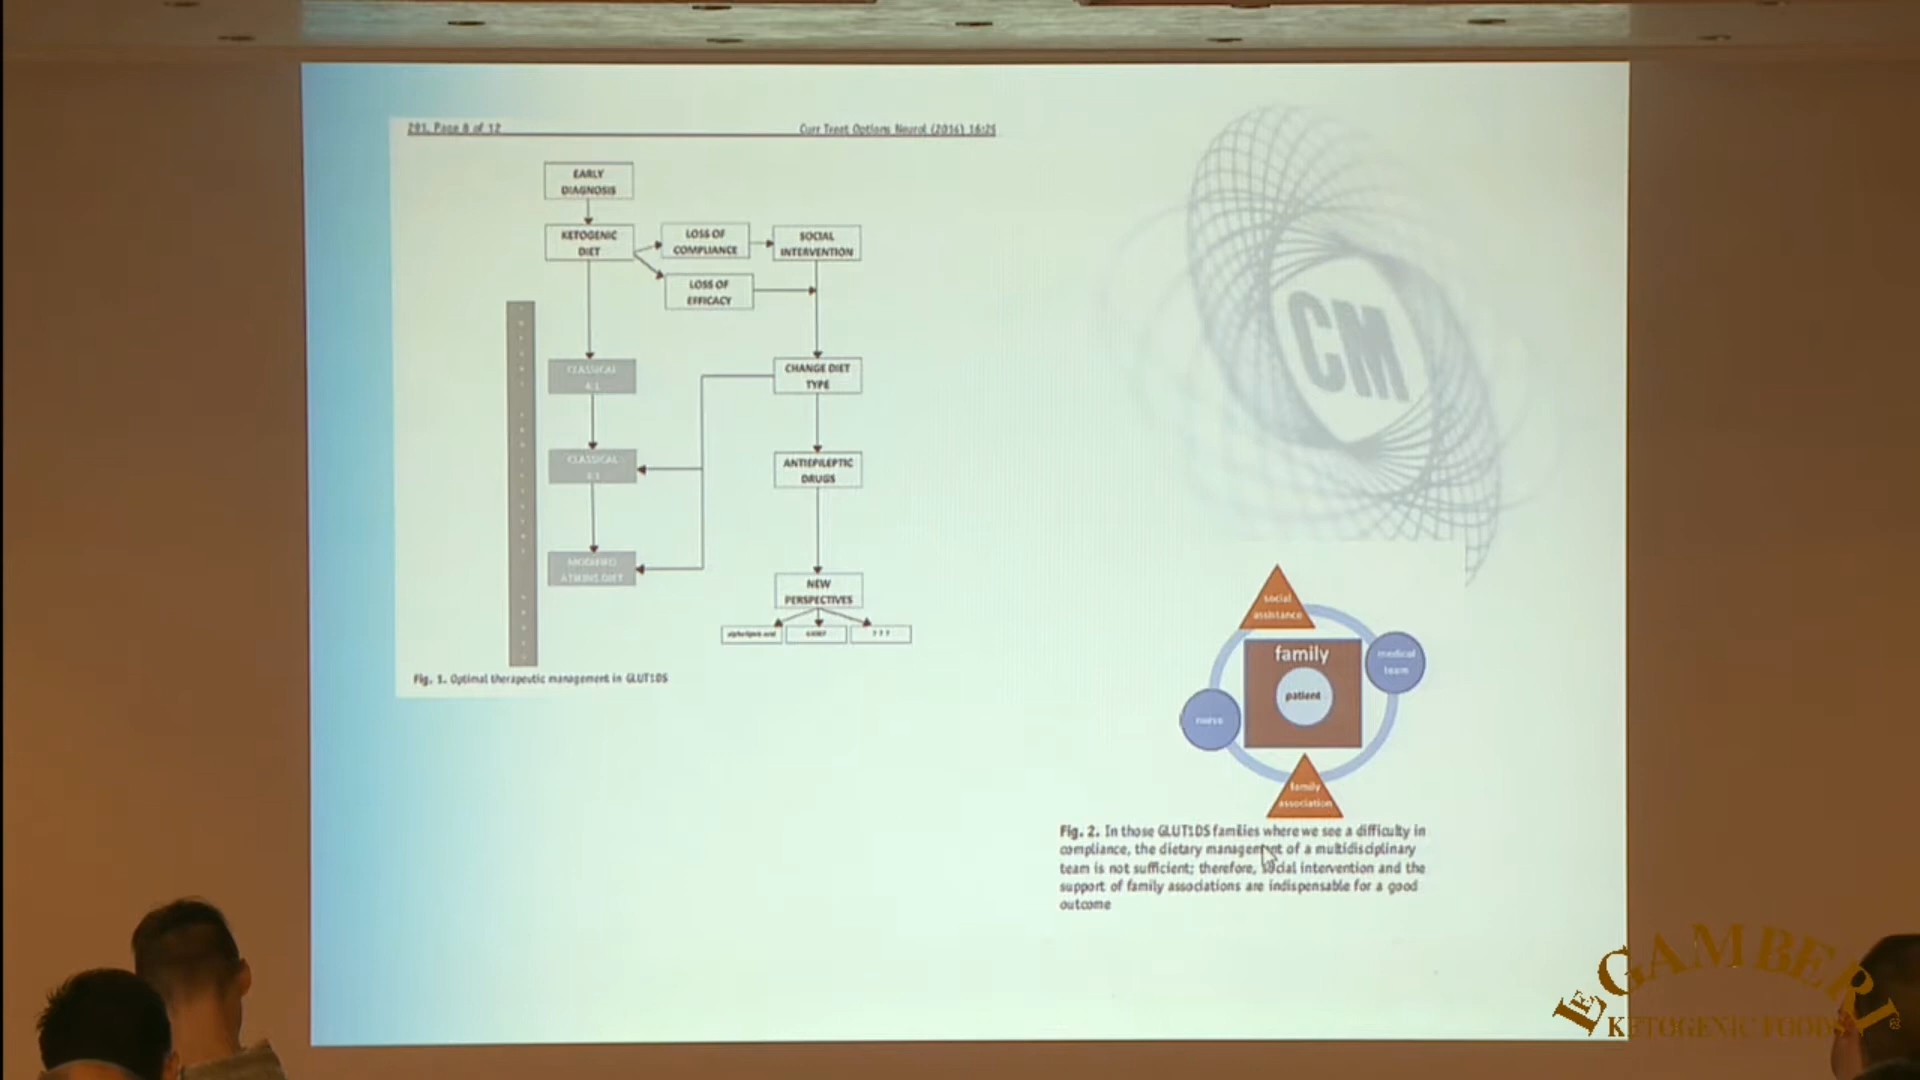 291, Page 8 of 12
Curr Treat Options Neurol (2014) 16:25
EARLY
DIAGNOSIS
KETOGENIC
DIET
LOSS OF
COMPLIANCE
SOCIAL
INTERVENTION
LOSS OF
EFFICACY
CLASSICAL
4:1
CHANGE DIET
TYPE
CLASSICAL
3:1
ANTIEPILEPTIC
DRUGS
MODIFIED
ATKINS DIET
NEW
PERSPECTIVES
alpha-lipoic acid
? ? ?
Fig. 1. Optimal therapeutic management in GLUT1DS
CM
social
assistance
family
medical
team
patient
nurse
family
association
Fig. 2. In those GLUT1DS families where we see a difficulty in
compliance, the dietary management of a multidisciplinary
team is not sufficient; therefore, social intervention and the
support of family associations are indispensable for a good
outcome
LE GAMBERI
KETOGENIC FOODS